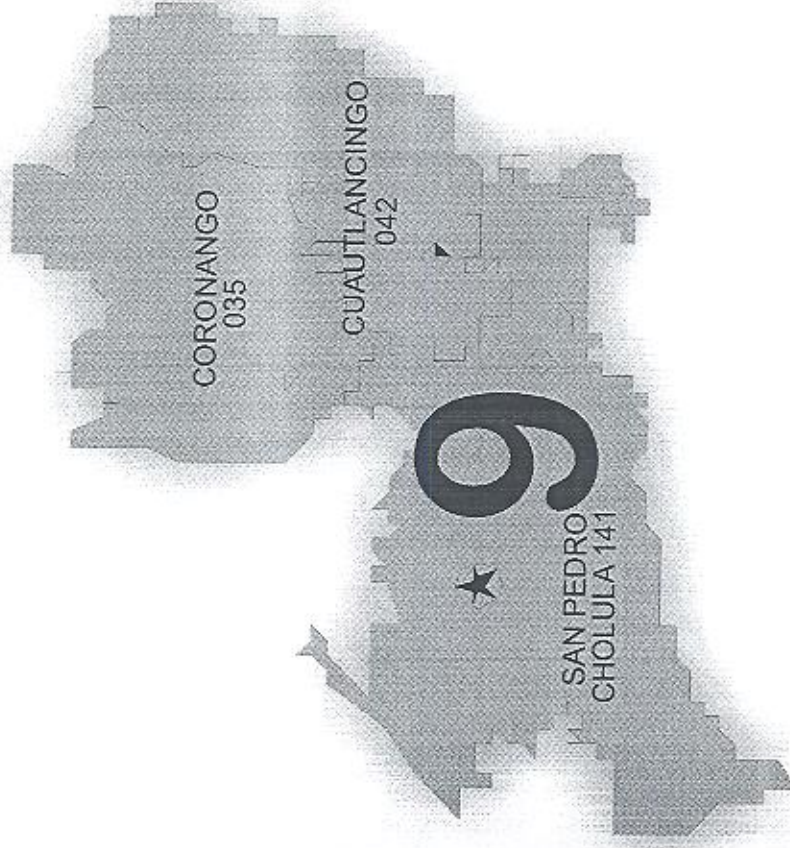 CORONANGO
035
CUAUTLANCINGO
042
9
SAN PEDRO
CHOLULA 141